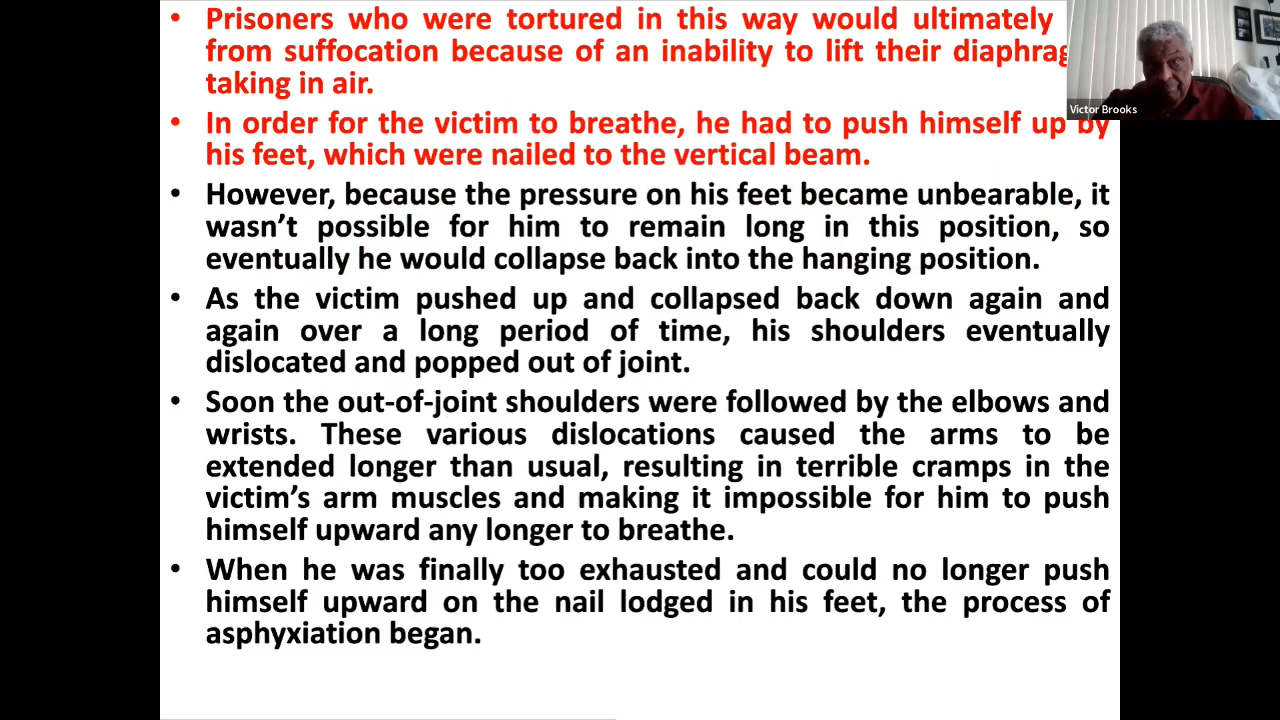 • Prisoners who were tortured in this way would ultimately
from suffocation because of an inability to lift their diaphrag
taking in air.
• In order for the victim to breathe, he had to push himself up by
his feet, which were nailed to the vertical beam.
• However, because the pressure on his feet became unbearable, it
wasn’t possible for him to remain long in this position, so
eventually he would collapse back into the hanging position.
• As the victim pushed up and collapsed back down again and
again over a long period of time, his shoulders eventually
dislocated and popped out of joint.
• Soon the out-of-joint shoulders were followed by the elbows and
wrists. These various dislocations caused the arms to be
extended longer than usual, resulting in terrible cramps in the
victim’s arm muscles and making it impossible for him to push
himself upward any longer to breathe.
• When he was finally too exhausted and could no longer push
himself upward on the nail lodged in his feet, the process of
asphyxiation began.
Victor Brooks